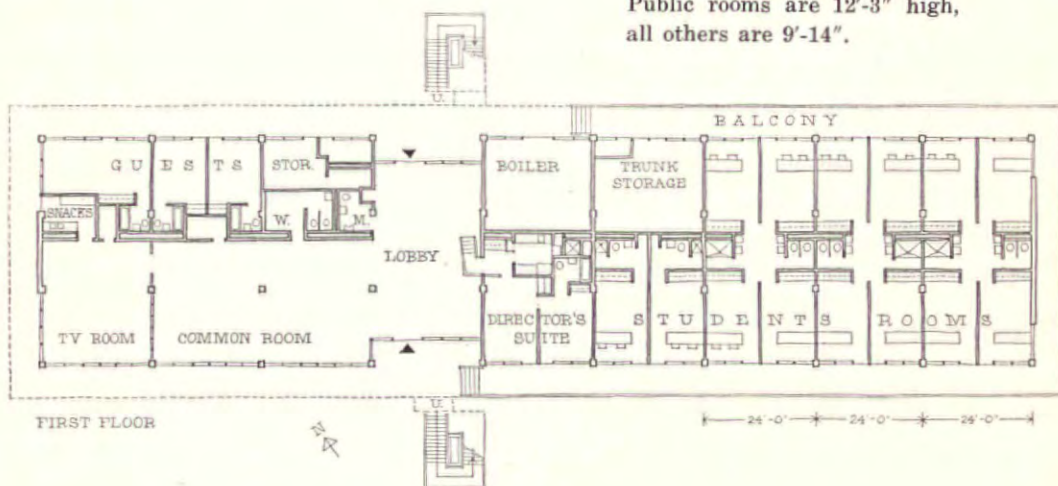 Public rooms are 12'-3" high,
all others are 9'-14".
U.
BALCONY
GUESTS
STOR.
BOILER
TRUNK
STORAGE
SNACKS
W.
M.
LOBBY
TV ROOM
COMMON ROOM
DIRECTOR'S
SUITE
STUDENTS ROOMS
FIRST FLOOR
N
U.
24'-0"
24'-0"
24'-0"